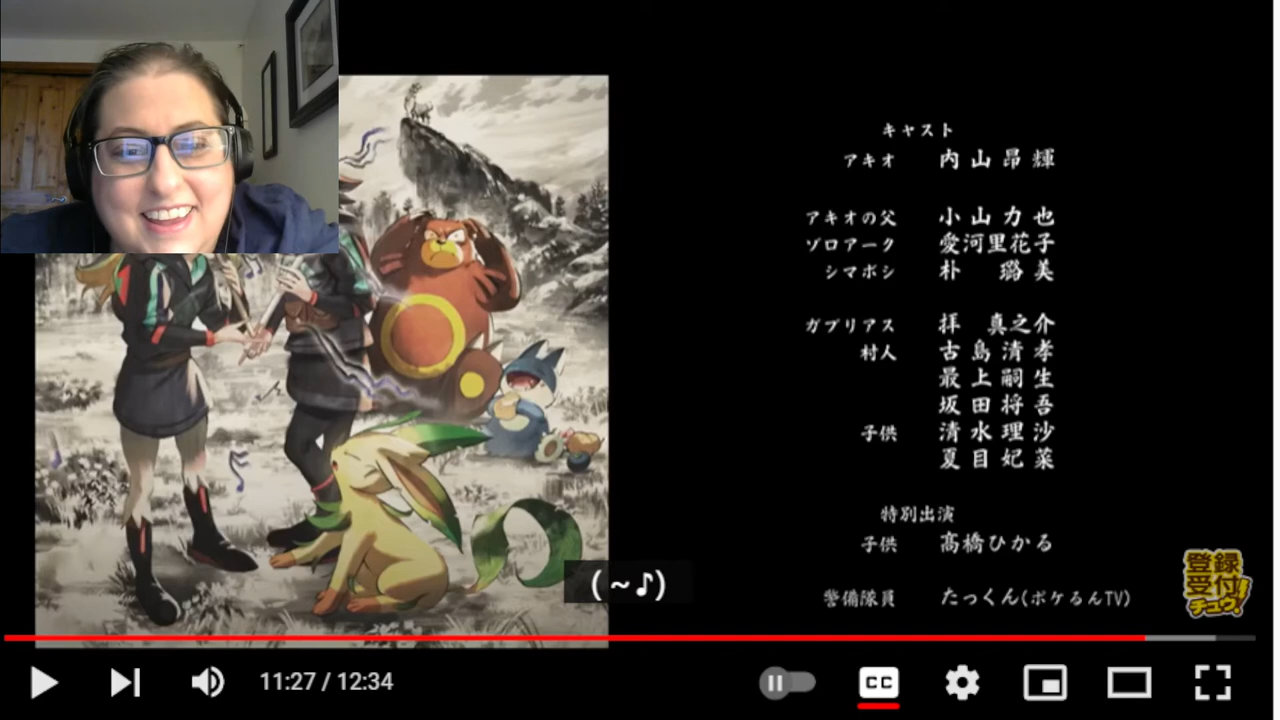 キャスト
アキオ 内山昂輝
アキオの父 小山力也
ゾロアーク 愛河里花子
シマボシ 朴璐美
ガブリアス 拝真之介
村人 古島清孝
最上嗣生
坂田将吾
子供 清水理沙
夏目妃菜
特別出演
子供 髙橋ひかる
警備隊員 たっくん(ポケるんTV)
登録
受付
チュウ!
(~♪)
11:27 / 12:34
CC